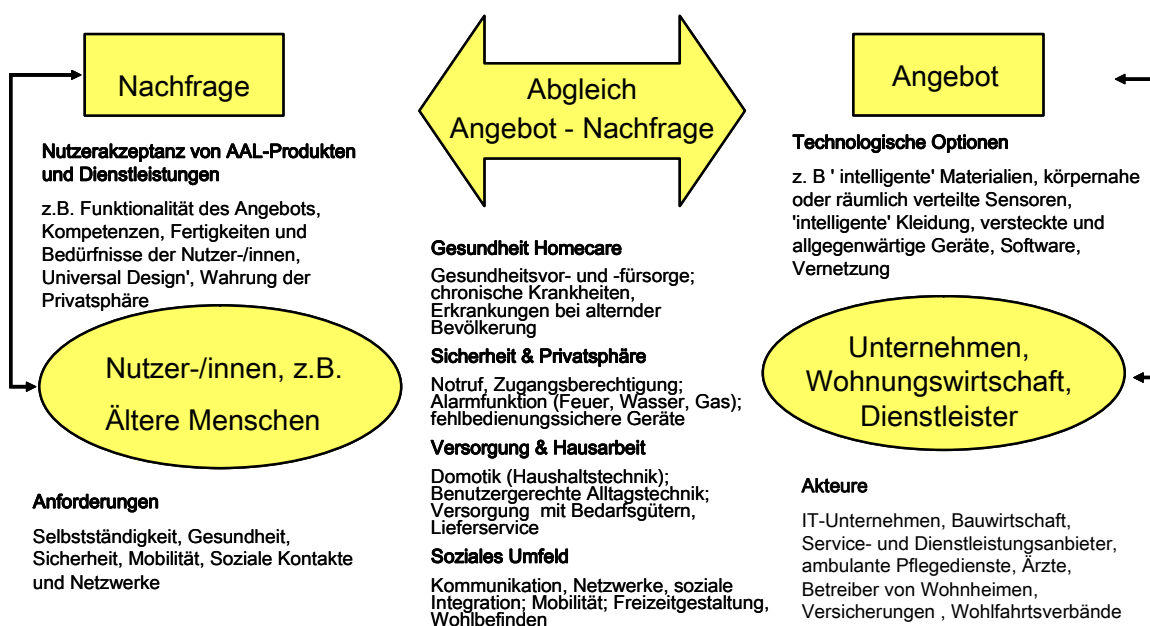 Nachfrage
Nutzerakzeptanz von AAL-Produkten
und Dienstleistungen
z.B. Funktionalität des Angebots,
Kompetenzen, Fertigkeiten und
Bedürfnisse der Nutzer-/innen,
Universal Design', Wahrung der
Privatsphäre
Nutzer-/innen, z.B.
Ältere Menschen
Anforderungen
Selbstständigkeit, Gesundheit,
Sicherheit, Mobilität, Soziale Kontakte
und Netzwerke
Abgleich
Angebot - Nachfrage
Gesundheit Homecare
Gesundheitsvor- und -fürsorge;
chronische Krankheiten,
Erkrankungen bei alternder
Bevölkerung
Sicherheit & Privatsphäre
Notruf, Zugangsberechtigung;
Alarmfunktion (Feuer, Wasser, Gas);
fehlbedienungssichere Geräte
Versorgung & Hausarbeit
Domotik (Haushaltstechnik);
Benutzergerechte Alltagstechnik;
Versorgung mit Bedarfsgütern,
Lieferservice
Soziales Umfeld
Kommunikation, Netzwerke, soziale
Integration; Mobilität; Freizeitgestaltung,
Wohlbefinden
Angebot
Technologische Optionen
z. B ' intelligente' Materialien, körpernahe
oder räumlich verteilte Sensoren,
'intelligente' Kleidung, versteckte und
allgegenwärtige Geräte, Software,
Vernetzung
Unternehmen,
Wohnungswirtschaft,
Dienstleister
Akteure
IT-Unternehmen, Bauwirtschaft,
Service- und Dienstleistungsanbieter,
ambulante Pflegedienste, Ärzte,
Betreiber von Wohnheimen,
Versicherungen , Wohlfahrtsverbände